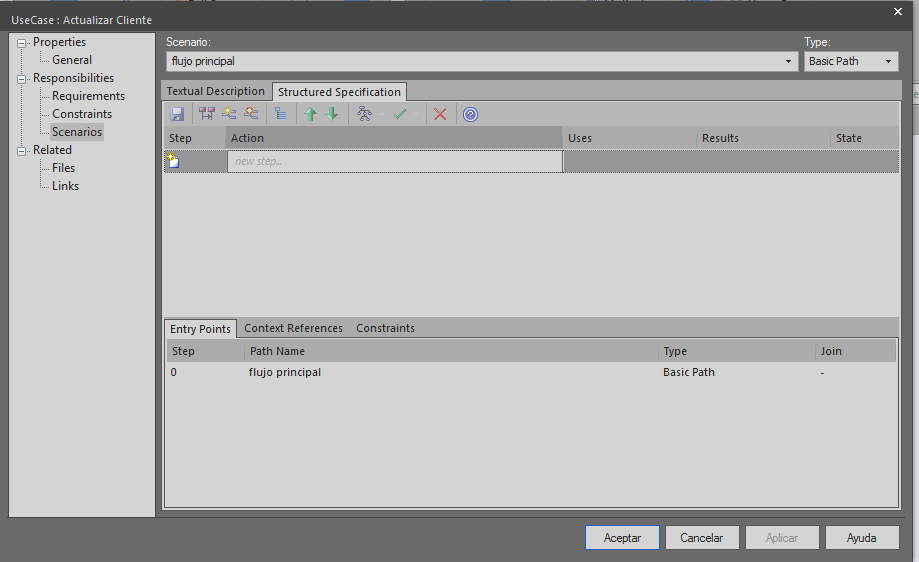 UseCase : Actualizar Cliente
Properties
General
Responsibilities
Requirements
Constraints
Scenarios
Related
Files
Links
Scenario: Type:
flujo principal Basic Path
Textual Description Structured Specification
Step Action Uses Results State
new step...
Entry Points Context References Constraints
Step Path Name Type Join
0 flujo principal Basic Path -
Aceptar Cancelar Aplicar Ayuda